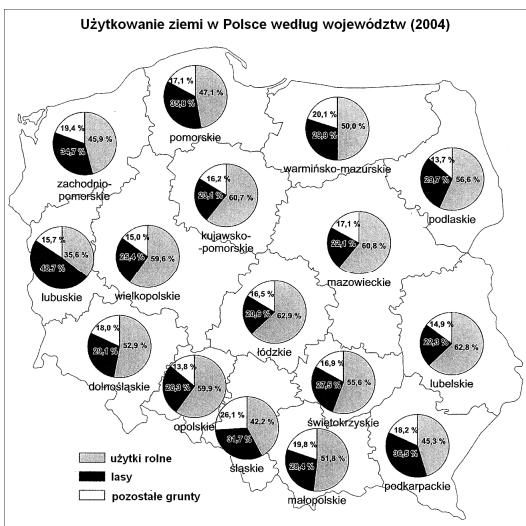 Użytkowanie ziemi w Polsce według województw (2004)
17,1 %
47,1 %
35,8 %
pomorskie
19,4 %
45,9 %
34,7 %
zachodnio-
pomorskie
20,1 %
50,0 %
29,9 %
warmińsko-mazurskie
13,7 %
56,6 %
29,7 %
podlaskie
16,2 %
60,7 %
23,1 %
kujawsko-
-pomorskie
17,1 %
60,8 %
22,1 %
mazowieckie
15,7 %
35,6 %
48,7 %
lubuskie
15,0 %
59,6 %
25,4 %
wielkopolskie
16,5 %
62,9 %
20,6 %
łódzkie
14,9 %
62,8 %
22,3 %
lubelskie
18,0 %
52,9 %
29,1 %
dolnośląskie
13,8 %
59,9 %
26,3 %
opolskie
16,9 %
55,6 %
27,5 %
świętokrzyskie
26,1 %
42,2 %
31,7 %
śląskie
19,8 %
51,8 %
28,4 %
małopolskie
18,2 %
45,3 %
36,5 %
podkarpackie
użytki rolne
lasy
pozostałe grunty